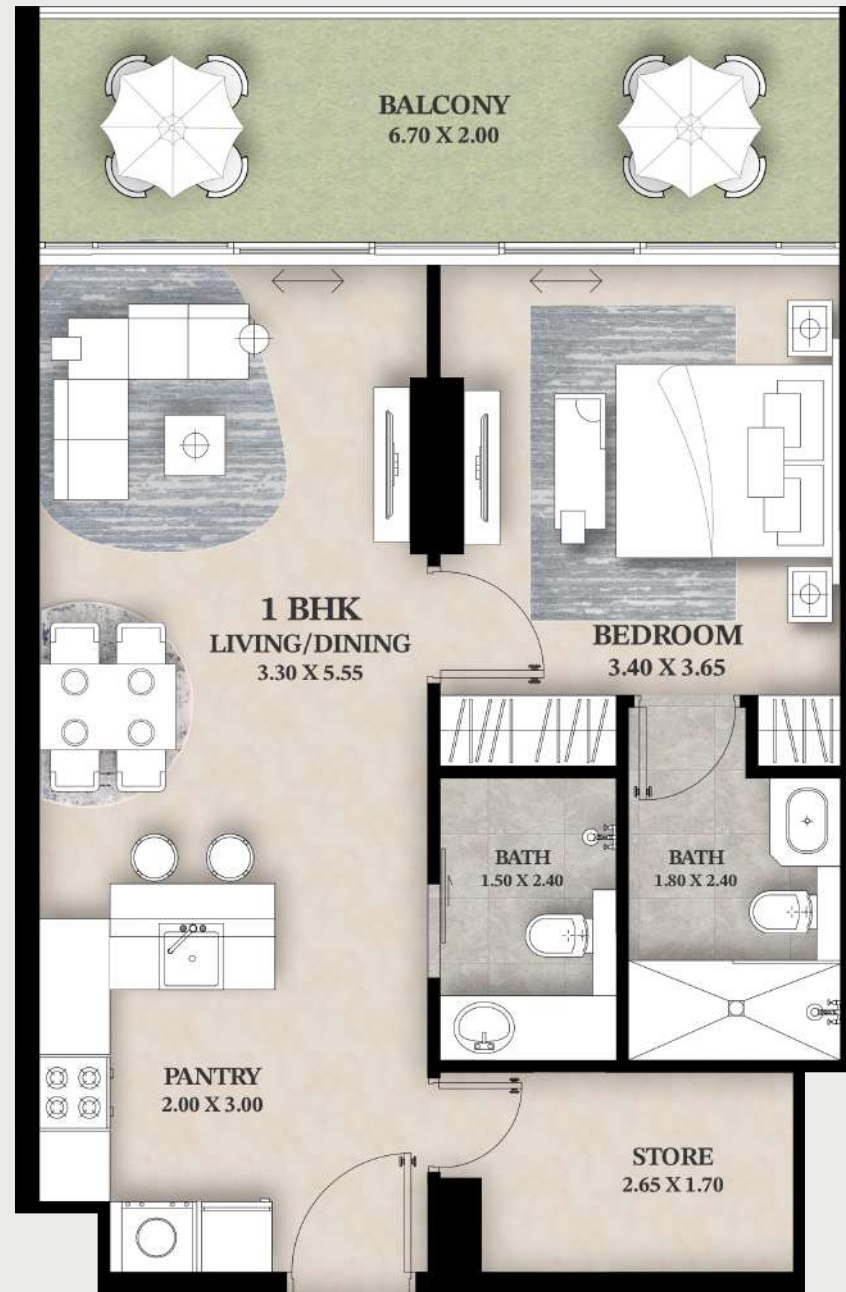 BALCONY
6.70 X 2.00
1 BHK
LIVING/DINING
3.30 X 5.55
BEDROOM
3.40 X 3.65
BATH
1.50 X 2.40
BATH
1.80 X 2.40
PANTRY
2.00 X 3.00
STORE
2.65 X 1.70